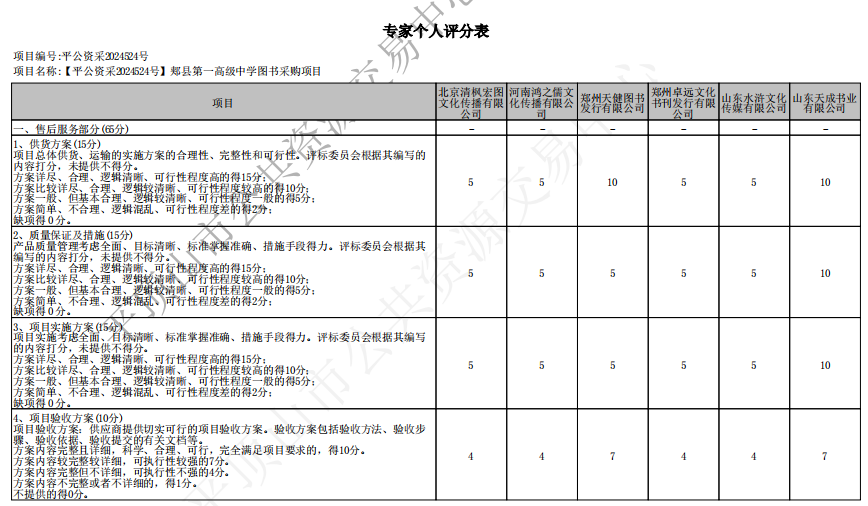 专家个人评分表
项目编号:平公资采2024524号
项目名称:【平公资采2024524号】郏县第一高级中学图书采购项目
项目
北京清枫宏图
文化传播有限
公司
河南鸿之儒文
化传播有限公
司
郑州天健图书
发行有限公司
郑州卓远文化
书刊发行有限
公司
山东水浒文化
传媒有限公司
山东天成书业
有限公司
一、售后服务部分(65分) – – – – – –
1、供货方案(15分)
项目总体供货、运输的实施方案的合理性、完整性和可行性。评标委员会根据其编写的
内容打分，未提供不得分。
方案详尽、合理、逻辑清晰、可行性程度高的得15分；
方案比较详尽、合理、逻辑较清晰、可行性程度较高的得10分；
方案一般、但基本合理、逻辑较清晰、可行性程度一般的得5分；
方案简单、不合理、逻辑混乱、可行性程度差的得2分；
缺项得0分。
5 5 10 5 5 10
2、质量保证及措施(15分)
产品质量管理考虑全面、目标清晰、标准掌握准确、措施手段得力。评标委员会根据其
编写的内容打分，未提供不得分。
方案详尽、合理、逻辑清晰、可行性程度高的得15分；
方案比较详尽、合理、逻辑较清晰、可行性程度较高的得10分；
方案一般、但基本合理、逻辑较清晰、可行性程度一般的得5分；
方案简单、不合理、逻辑混乱、可行性程度差的得2分；
缺项得0分。
5 5 5 5 5 10
3、项目实施方案(15分)
项目实施考虑全面、目标清晰、标准掌握准确、措施手段得力。评标委员会根据其编写
的内容打分，未提供不得分。
方案详尽、合理、逻辑清晰、可行性程度高的得15分；
方案比较详尽、合理、逻辑较清晰、可行性程度较高的得10分；
方案一般、但基本合理、逻辑较清晰、可行性程度一般的得5分；
方案简单、不合理、逻辑混乱、可行性程度差的得2分；
缺项得0分。
5 5 5 5 5 10
4、项目验收方案(10分)
项目验收方案：供应商提供切实可行的项目验收方案。验收方案包括验收方法、验收步
骤、验收依据、验收提交的有关文档等。
方案内容完整且详细，科学、合理、可行，完全满足项目要求的，得10分。
方案内容较完整较详细，可执行性较强的7分。
方案内容完整但不详细，可执行性不强的4分。
方案内容不完整或者不详细的，得1分。
不提供的得0分。
4 4 7 4 4 7
平顶山市公共资源交易中心
平顶山市公共资源交易中心